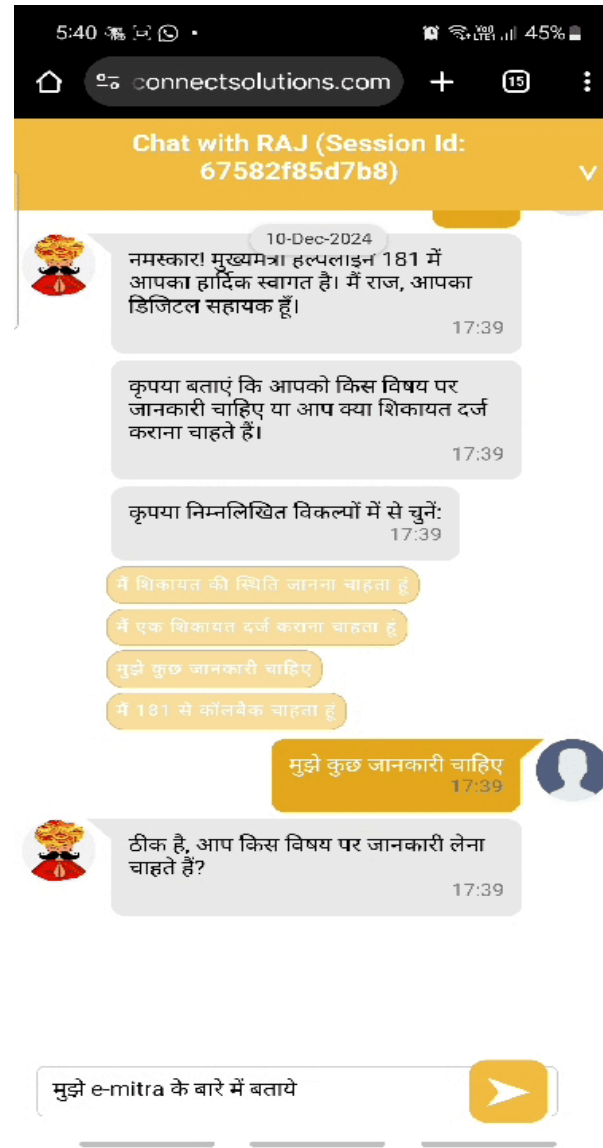 5:40
45%
connectsolutions.com
15
Chat with RAJ (Session Id:
67582f85d7b8)
10-Dec-2024
नमस्कार! मुख्यमंत्री हेल्पलाइन 181 में
आपका हार्दिक स्वागत है। मैं राज, आपका
डिजिटल सहायक हूँ।
17:39
कृपया बताएं कि आपको किस विषय पर
जानकारी चाहिए या आप क्या शिकायत दर्ज
कराना चाहते हैं।
17:39
कृपया निम्नलिखित विकल्पों में से चुनें:
17:39
मैं शिकायत की स्थिति जानना चाहता हूं
मैं एक शिकायत दर्ज कराना चाहता हूं
मुझे कुछ जानकारी चाहिए
मैं 181 से कॉलबैक चाहता हूं
मुझे कुछ जानकारी चाहिए
17:39
ठीक है, आप किस विषय पर जानकारी लेना
चाहते हैं?
17:39
मुझे e-mitra के बारे में बताये